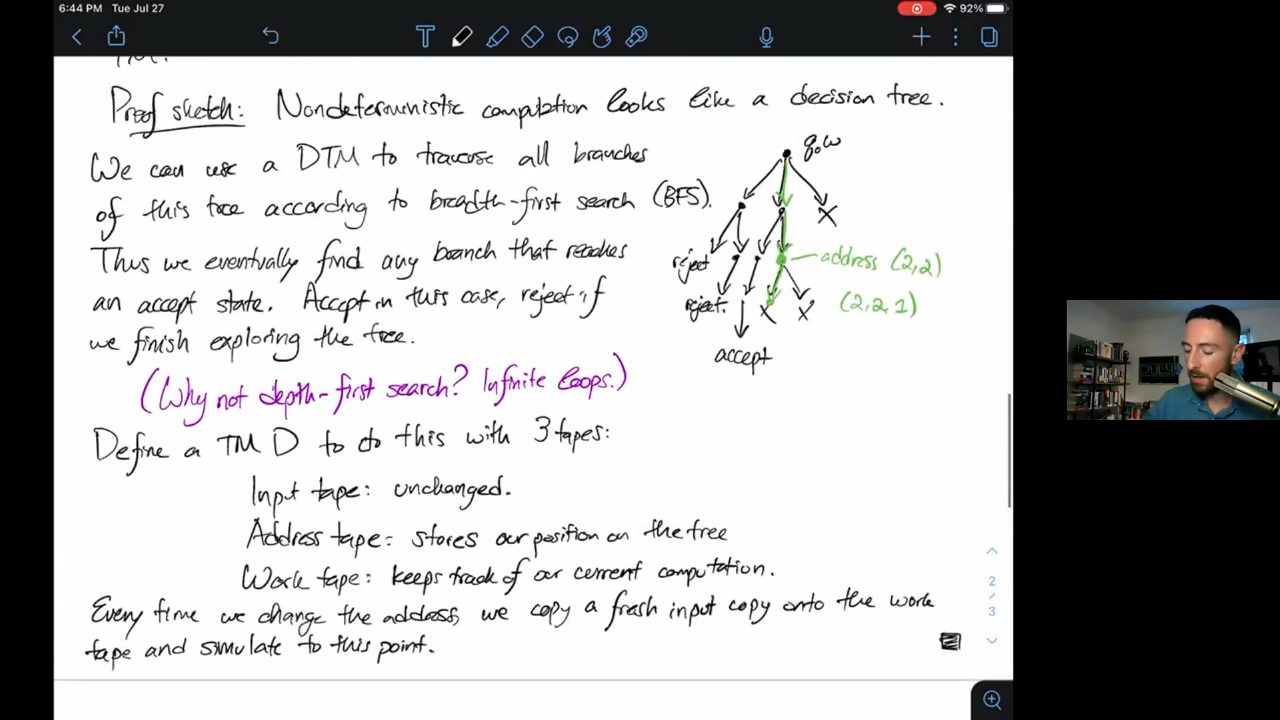 6:44 PM Tue Jul 27
92%
Proof sketch: Nondeterministic computation looks like a decision tree.
We can use a DTM to traverse all branches
of this tree according to breadth-first search (BFS).
Thus we eventually find any branch that reaches
an accept state. Accept in this case, reject if
we finish exploring the tree.
(Why not depth-first search? Infinite loops.)
q₀w
X
reject
address (2,2)
reject.
X
X
(2,2,1)
accept
Define a TM D to do this with 3 tapes:
Input tape: unchanged.
Address tape: stores our position on the tree
Work tape: keeps track of our current computation.
Every time we change the address, we copy a fresh input copy onto the work
tape and simulate to this point.
2
/
3